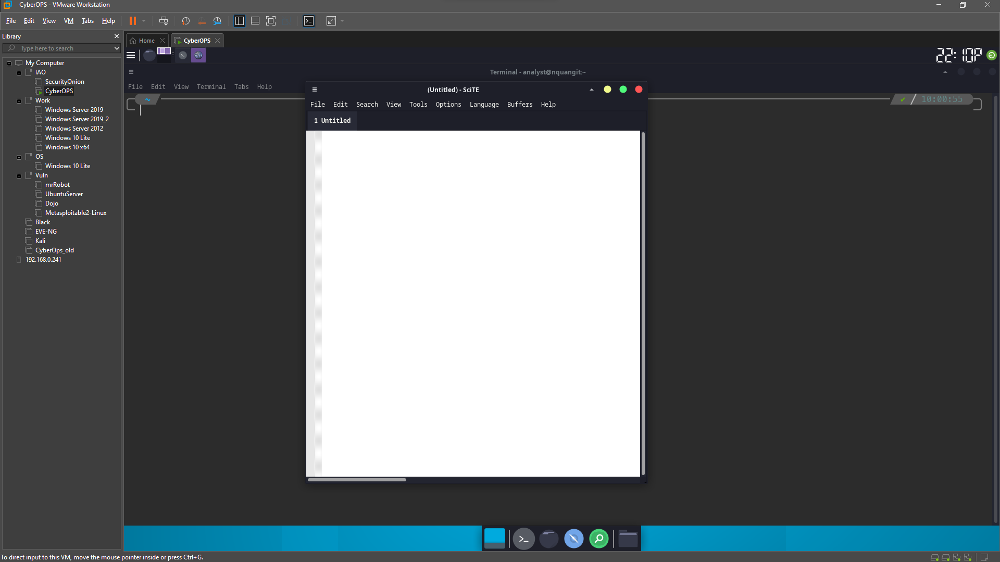 CyberOPS - VMware Workstation
File Edit View VM Tabs Help
Library
Type here to search
My Computer
IAO
SecurityOnion
CyberOPS
Work
Windows Server 2019
Windows Server 2019_2
Windows Server 2012
Windows 10 Lite
Windows 10 x64
OS
Windows 10 Lite
Vuln
mrRobot
UbuntuServer
Dojo
Metasploitable2-Linux
Black
EVE-NG
Kali
CyberOps_old
192.168.0.241
Home
CyberOPS
22:10P
Terminal - analyst@nquangit:~
File Edit View Terminal Tabs Help
~
10:00:55
(Untitled) - SciTE
File Edit Search View Tools Options Language Buffers Help
1 Untitled
To direct input to this VM, move the mouse pointer inside or press Ctrl+G.